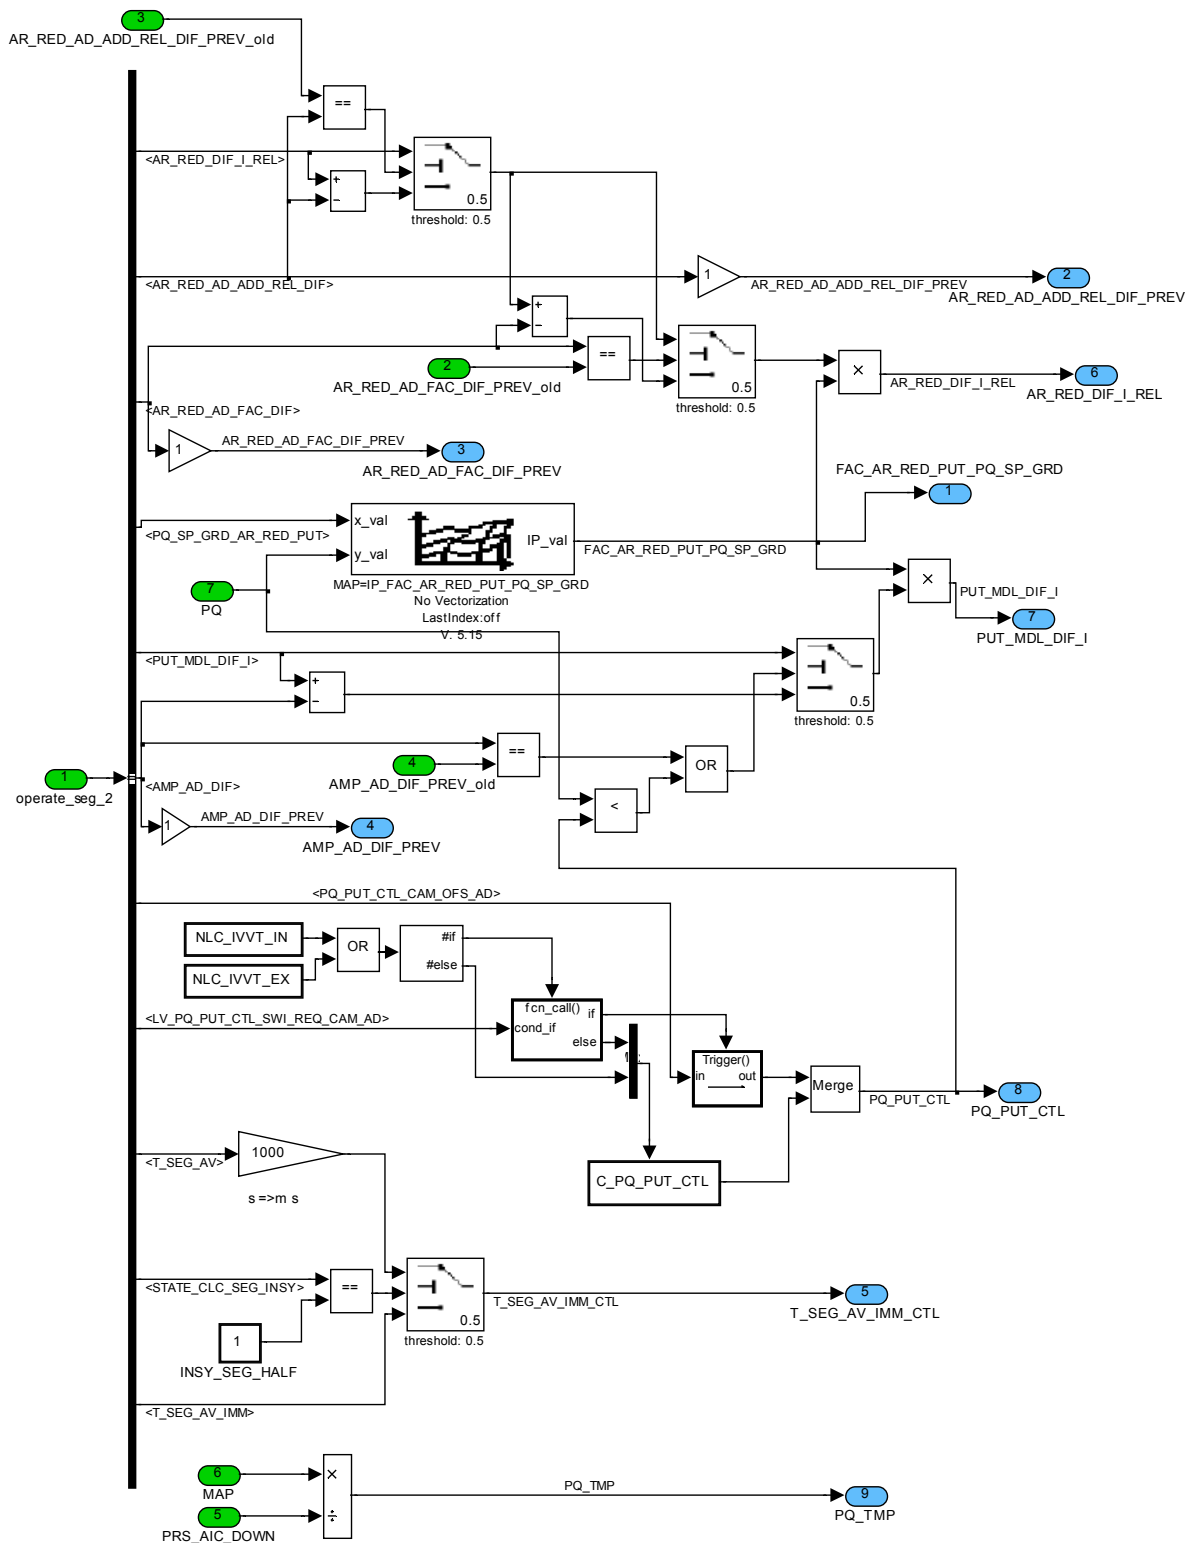 3
AR_RED_AD_ADD_REL_DIF_PREV_old
==
<AR_RED_DIF_I_REL>
+
−
0.5
threshold: 0.5
<AR_RED_AD_ADD_REL_DIF>
1
AR_RED_AD_ADD_REL_DIF_PREV
2
AR_RED_AD_ADD_REL_DIF_PREV
+
−
==
2
AR_RED_AD_FAC_DIF_PREV_old
0.5
threshold: 0.5
×
AR_RED_DIF_I_REL
6
AR_RED_DIF_I_REL
<AR_RED_AD_FAC_DIF>
1
AR_RED_AD_FAC_DIF_PREV
3
AR_RED_AD_FAC_DIF_PREV
FAC_AR_RED_PUT_PQ_SP_GRD
1
<PQ_SP_GRD_AR_RED_PUT>
x_val
y_val
IP_val
FAC_AR_RED_PUT_PQ_SP_GRD
MAP=IP_FAC_AR_RED_PUT_PQ_SP_GRD
No Vectorization
LastIndex:off
V. 5.15
7
PQ
×
PUT_MDL_DIF_I
7
PUT_MDL_DIF_I
<PUT_MDL_DIF_I>
+
−
0.5
threshold: 0.5
==
4
AMP_AD_DIF_PREV_old
OR
1
operate_seg_2
<AMP_AD_DIF>
<
1
AMP_AD_DIF_PREV
4
AMP_AD_DIF_PREV
<PQ_PUT_CTL_CAM_OFS_AD>
NLC_IVVT_IN
NLC_IVVT_EX
OR
#if
#else
<LV_PQ_PUT_CTL_SWI_REQ_CAM_AD>
fcn_call()
cond_if
if
else
Trigger()
in
out
Merge
PQ_PUT_CTL
8
PQ_PUT_CTL
<T_SEG_AV>
1000
s =>m s
C_PQ_PUT_CTL
<STATE_CLC_SEG_INSY>
==
0.5
threshold: 0.5
T_SEG_AV_IMM_CTL
5
T_SEG_AV_IMM_CTL
1
INSY_SEG_HALF
<T_SEG_AV_IMM>
6
MAP
5
PRS_AIC_DOWN
×
÷
PQ_TMP
9
PQ_TMP